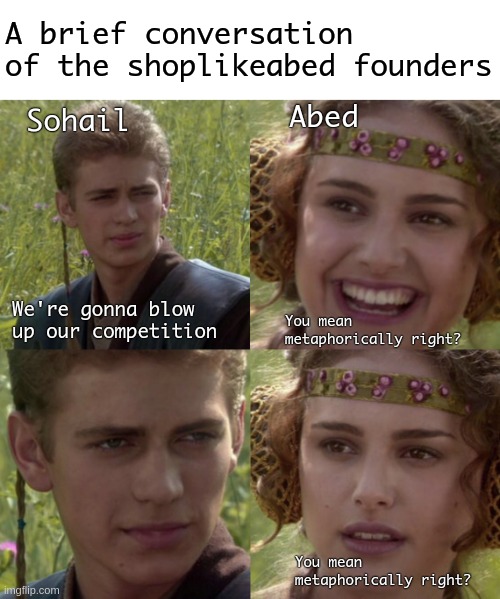 A brief conversation
of the shoplikeabed founders
Sohail
Abed
We're gonna blow
up our competition
You mean
metaphorically right?
You mean
metaphorically right?
imgflip.com